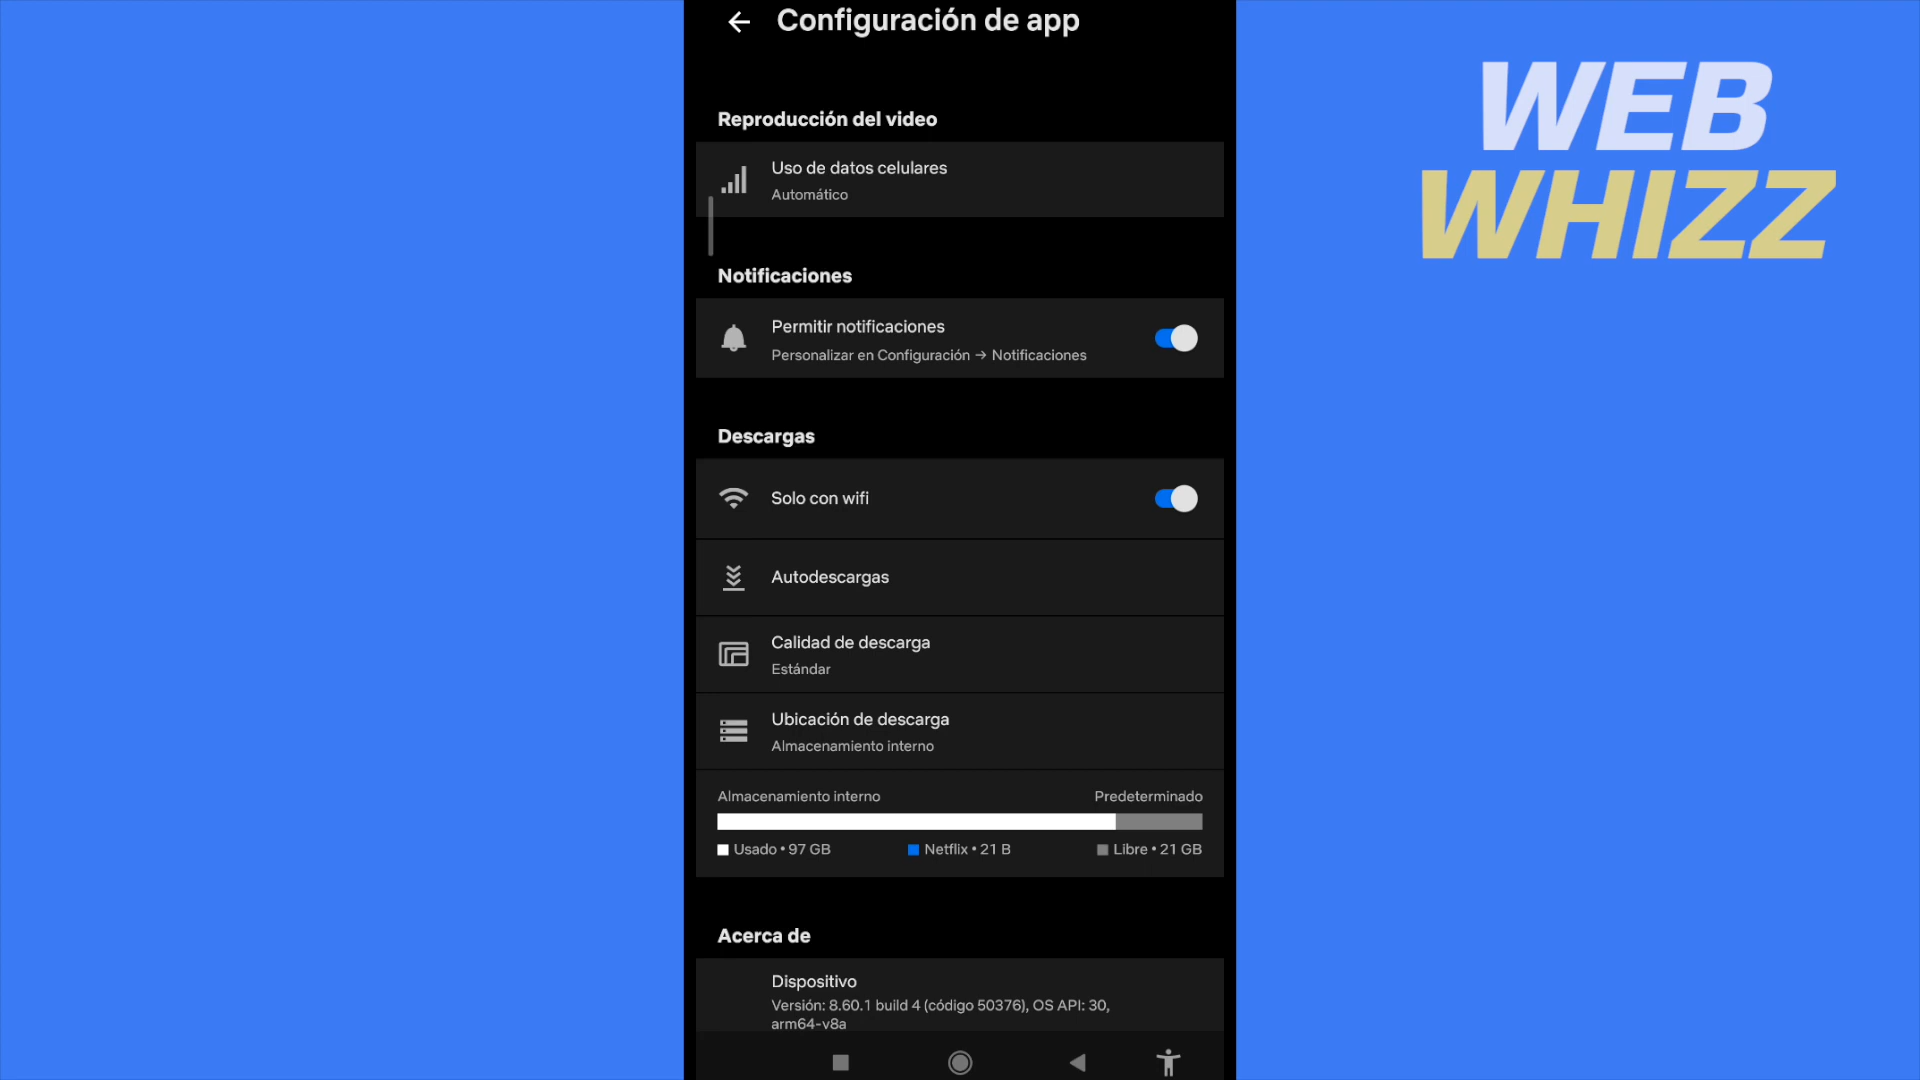 Configuración de app
WEB
WHIZZ
Reproducción del video
Uso de datos celulares
Automático
Notificaciones
Permitir notificaciones
Personalizar en Configuración → Notificaciones
Descargas
Solo con wifi
Autodescargas
Calidad de descarga
Estándar
Ubicación de descarga
Almacenamiento interno
Almacenamiento interno Predeterminado
Usado • 97 GB Netflix • 21 B Libre • 21 GB
Acerca de
Dispositivo
Versión: 8.60.1 build 4 (código 50376), OS API: 30,
arm64-v8a